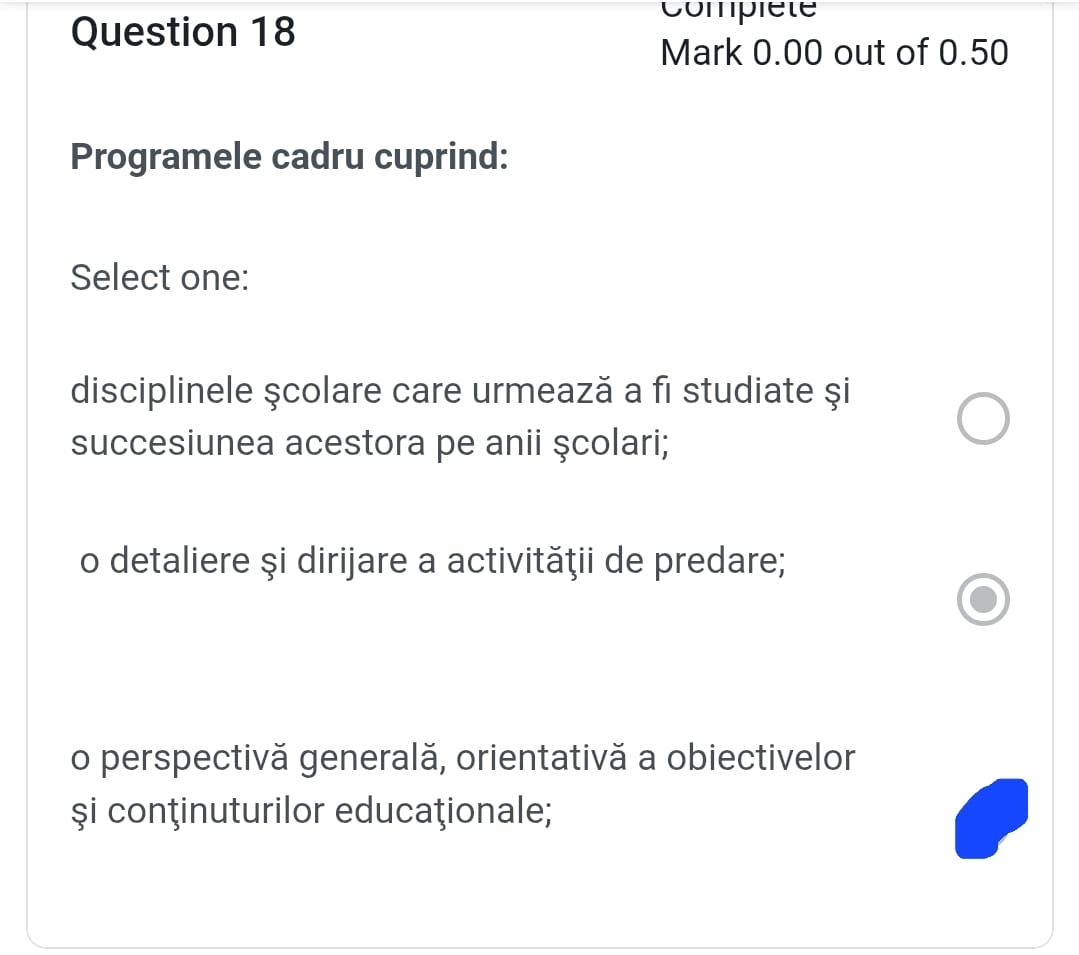 Complete
Question 18
Mark 0.00 out of 0.50
Programele cadru cuprind:
Select one:
disciplinele şcolare care urmează a fi studiate şi
succesiunea acestora pe anii şcolari;
o detaliere şi dirijare a activităţii de predare;
o perspectivă generală, orientativă a obiectivelor
şi conţinuturilor educaţionale;